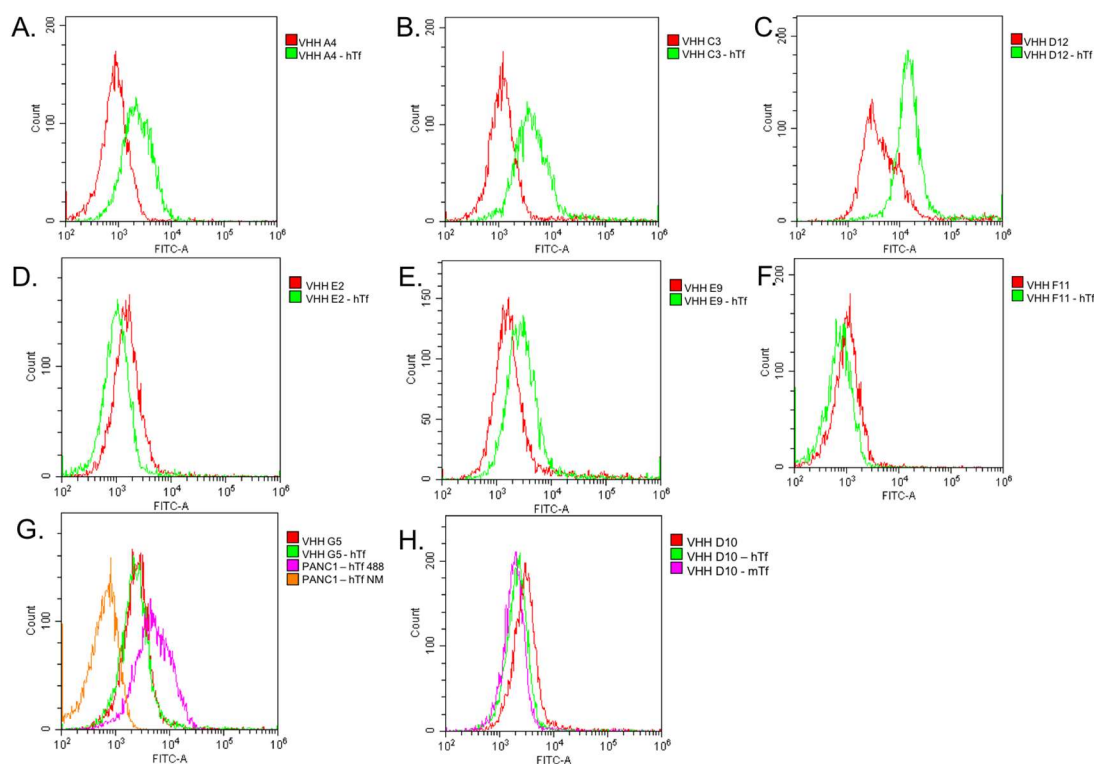 A.
VHH A4
VHH A4 - hTf
Count
200
100
0
10² 10³ 10⁴ 10⁵ 10⁶
FITC-A
B.
VHH C3
VHH C3 - hTf
Count
200
100
0
10² 10³ 10⁴ 10⁵ 10⁶
FITC-A
C.
VHH D12
VHH D12 - hTf
Count
200
100
0
10² 10³ 10⁴ 10⁵ 10⁶
FITC-A
D.
VHH E2
VHH E2 - hTf
Count
100
0
10² 10³ 10⁴ 10⁵ 10⁶
FITC-A
E.
VHH E9
VHH E9 - hTf
Count
150
100
50
0
10² 10³ 10⁴ 10⁵ 10⁶
FITC-A
F.
VHH F11
VHH F11 - hTf
Count
200
100
0
10² 10³ 10⁴ 10⁵ 10⁶
FITC-A
G.
VHH G5
VHH G5 - hTf
PANC1 – hTf 488
PANC1 – hTf NM
Count
100
0
10² 10³ 10⁴ 10⁵ 10⁶
FITC-A
H.
VHH D10
VHH D10 – hTf
VHH D10 - mTf
Count
200
100
0
10² 10³ 10⁴ 10⁵ 10⁶
FITC-A